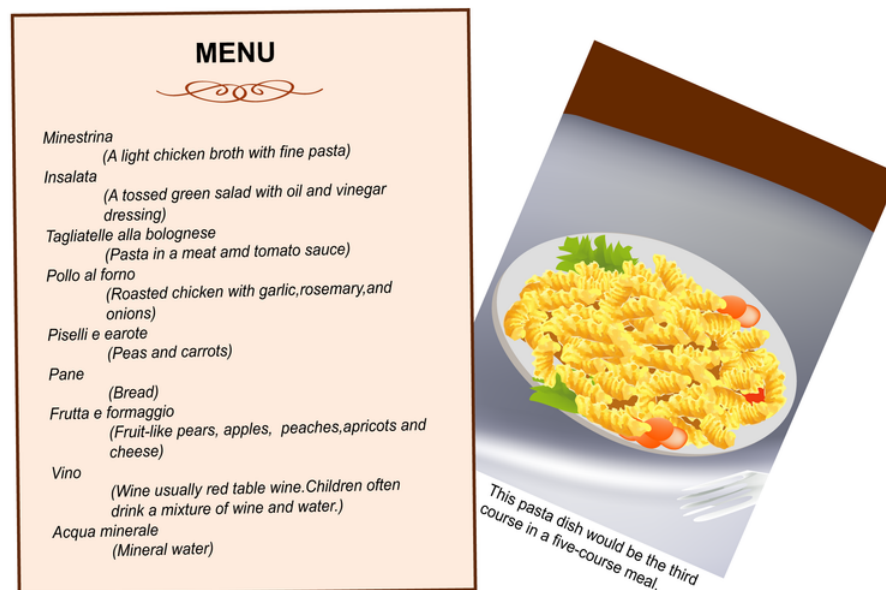 MENU
Minestrina
(A light chicken broth with fine pasta)
Insalata
(A tossed green salad with oil and vinegar
dressing)
Tagliatelle alla bolognese
(Pasta in a meat amd tomato sauce)
Pollo al forno
(Roasted chicken with garlic,rosemary,and
onions)
Piselli e earote
(Peas and carrots)
Pane
(Bread)
Frutta e formaggio
(Fruit-like pears, apples,  peaches,apricots and
cheese)
Vino
(Wine usually red table wine.Children often
drink a mixture of wine and water.)
Acqua minerale
(Mineral water)
This pasta dish would be the third
course in a five-course meal.